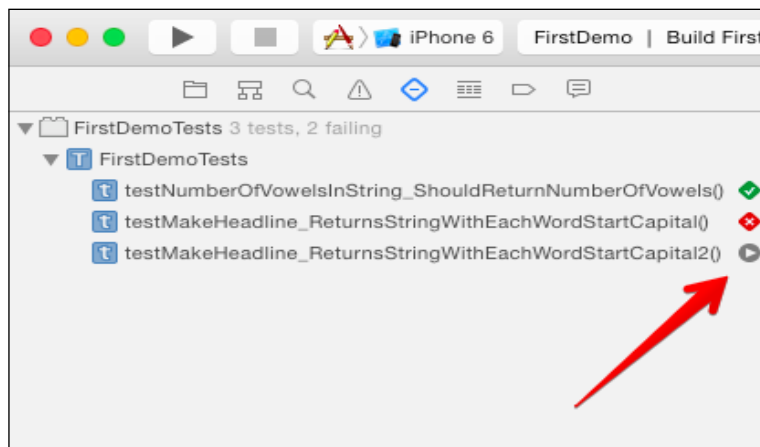 iPhone 6 FirstDemo | Build First
FirstDemoTests 3 tests, 2 failing
T FirstDemoTests
t testNumberOfVowelsInString_ShouldReturnNumberOfVowels()
t testMakeHeadline_ReturnsStringWithEachWordStartCapital()
t testMakeHeadline_ReturnsStringWithEachWordStartCapital2()